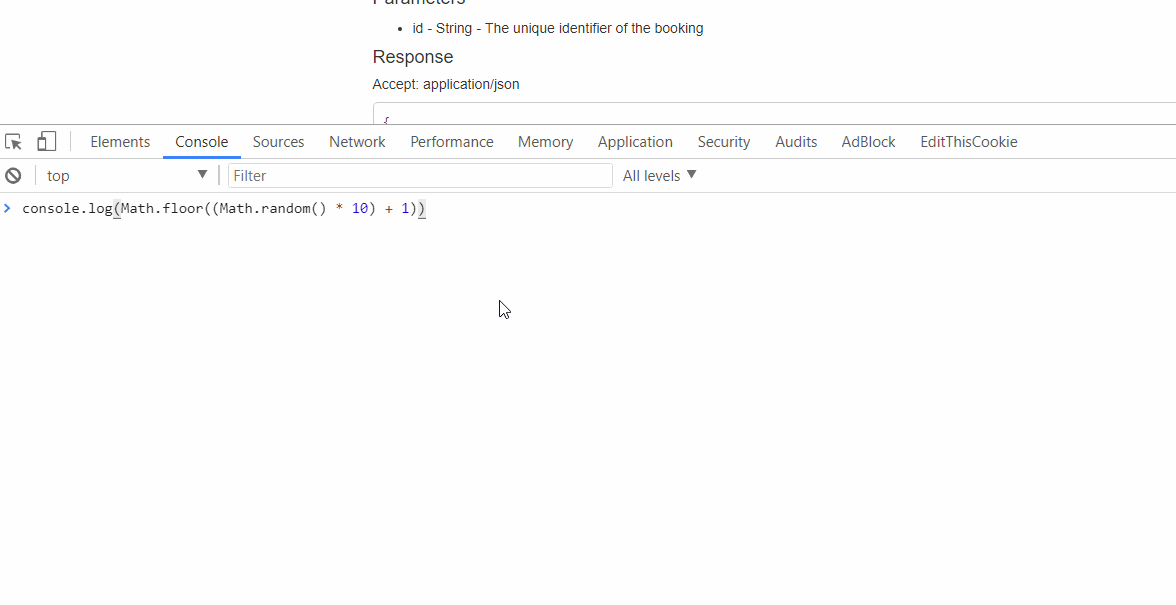 Parameters
• id - String - The unique identifier of the booking
Response
Accept: application/json
{
Elements Console Sources Network Performance Memory Application Security Audits AdBlock EditThisCookie
top Filter All levels
> console.log(Math.floor((Math.random() * 10) + 1))